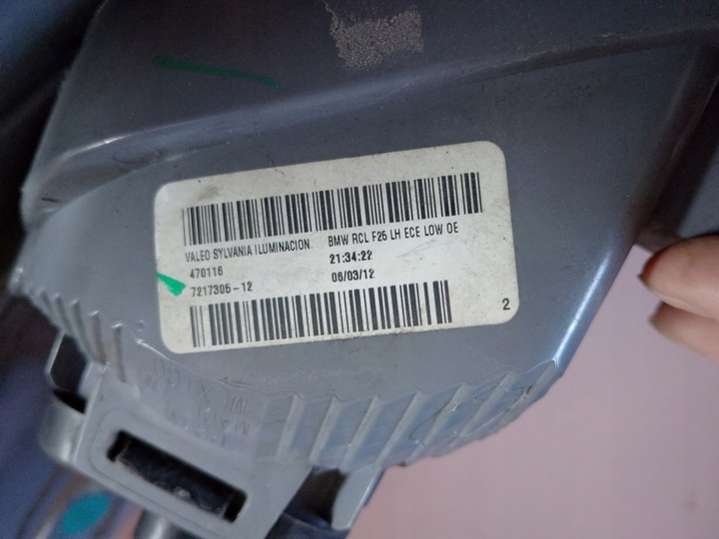 VALEO SYLVANIA ILUMINACION BMW RCL F25 LH ECE LOW OE
470116 21:34:22
7217305-12 06/03/12
2